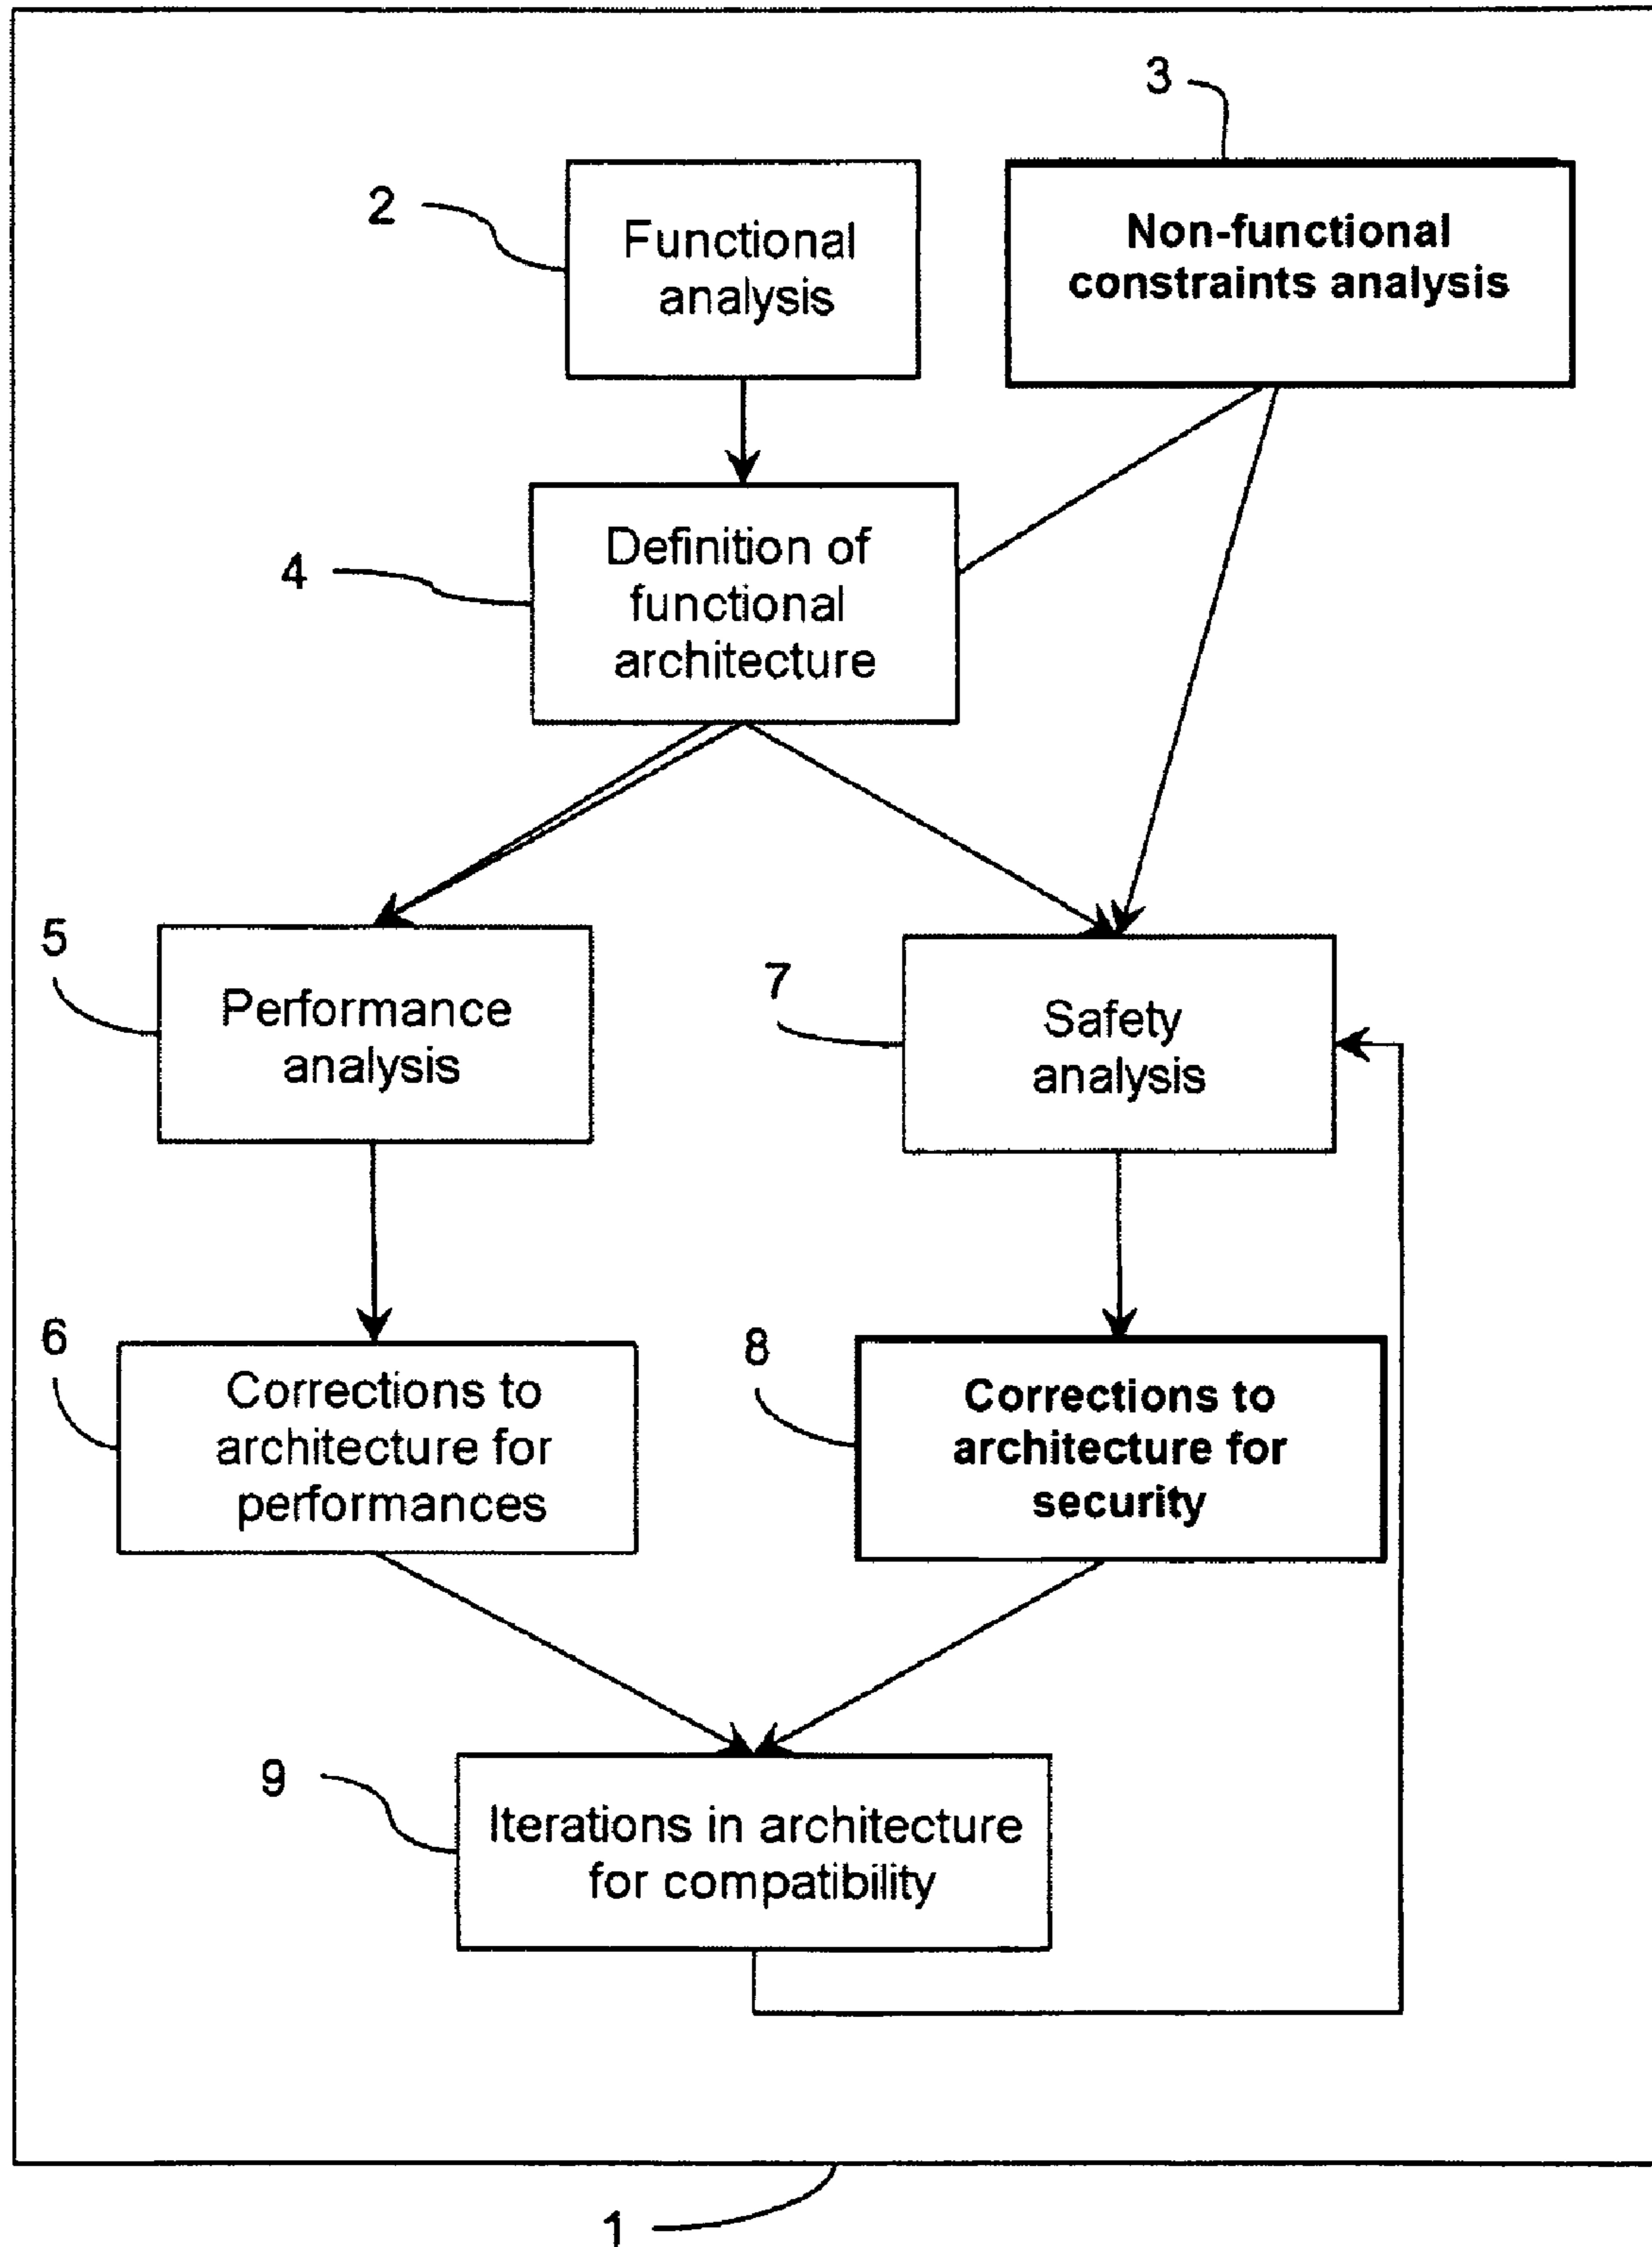 3
2
Functional
analysis
Non-functional
constraints analysis
4
Definition of
functional
architecture
5
Performance
analysis
7
Safety
analysis
6
Corrections to
architecture for
performances
8
Corrections to
architecture for
security
9
Iterations in architecture
for compatibility
1